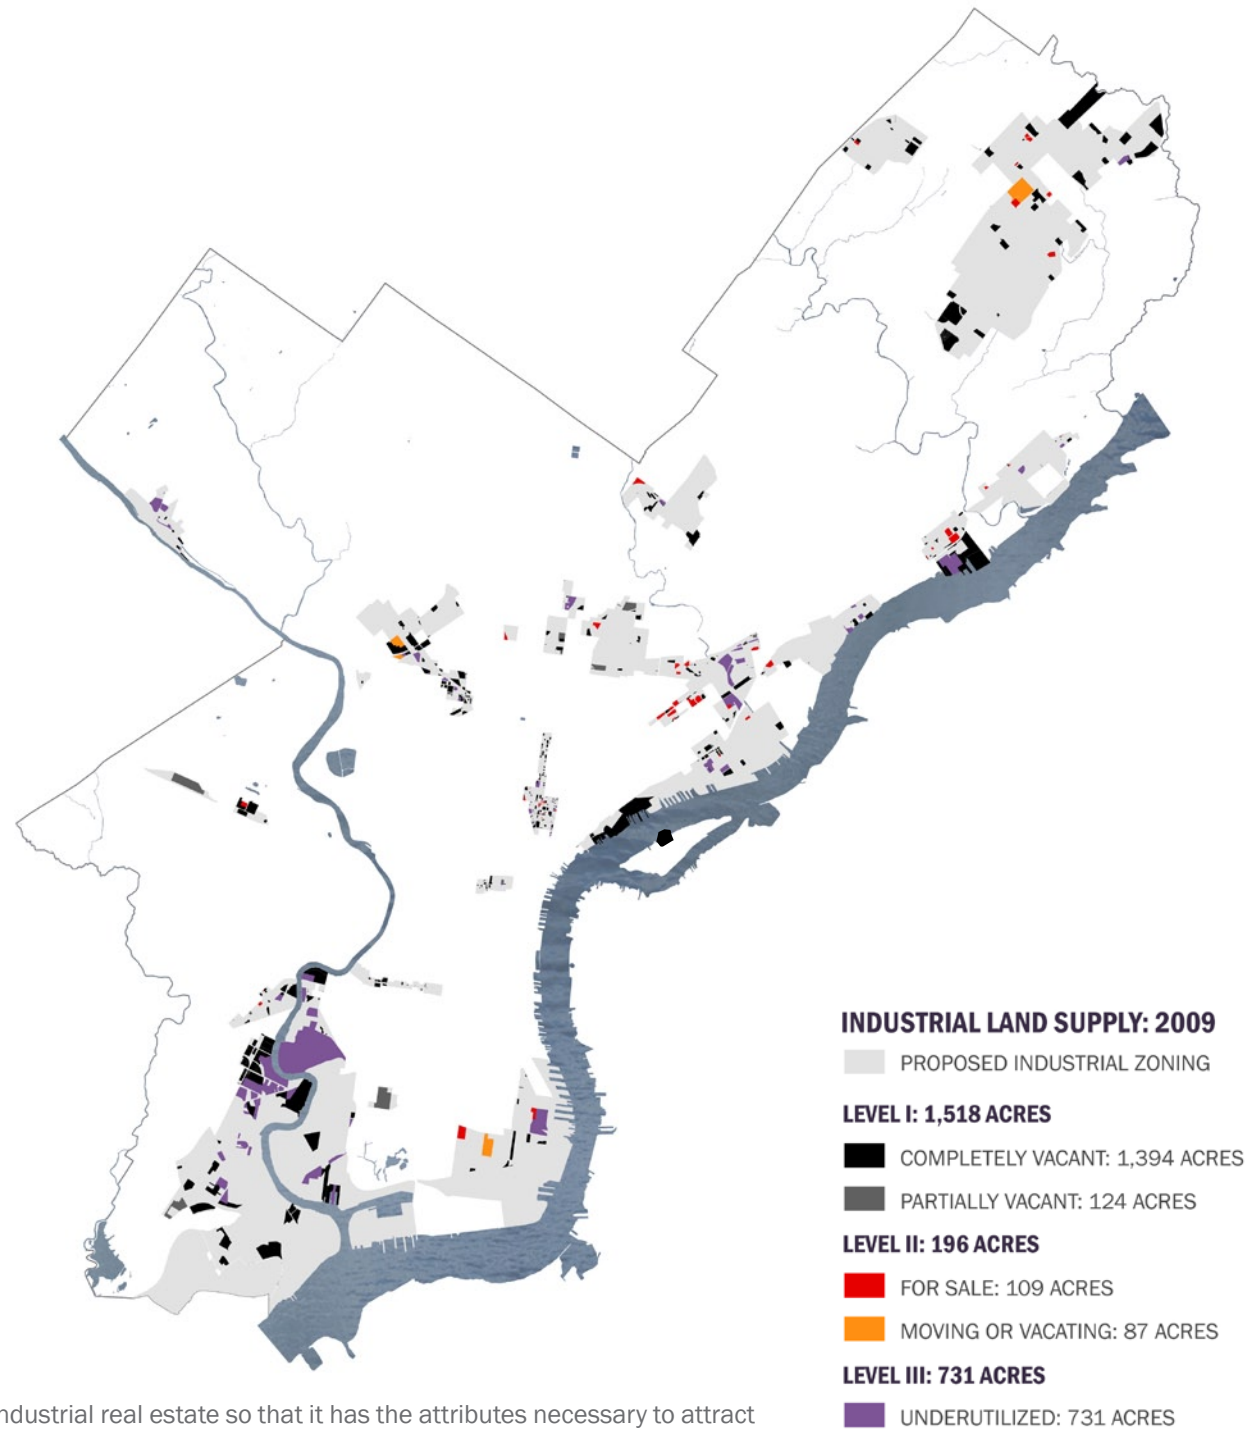 INDUSTRIAL LAND SUPPLY: 2009
PROPOSED INDUSTRIAL ZONING
LEVEL I: 1,518 ACRES
COMPLETELY VACANT: 1,394 ACRES
PARTIALLY VACANT: 124 ACRES
LEVEL II: 196 ACRES
FOR SALE: 109 ACRES
MOVING OR VACATING: 87 ACRES
LEVEL III: 731 ACRES
UNDERUTILIZED: 731 ACRES
ndustrial real estate so that it has the attributes necessary to attract